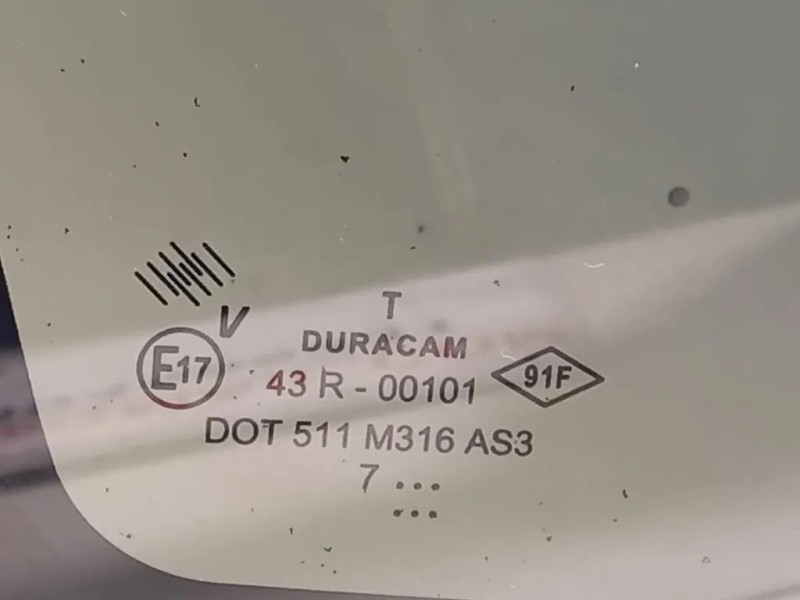 V
T
DURACAM
E17
43 R - 00101
91F
DOT 511 M316 AS3
7 ...
...